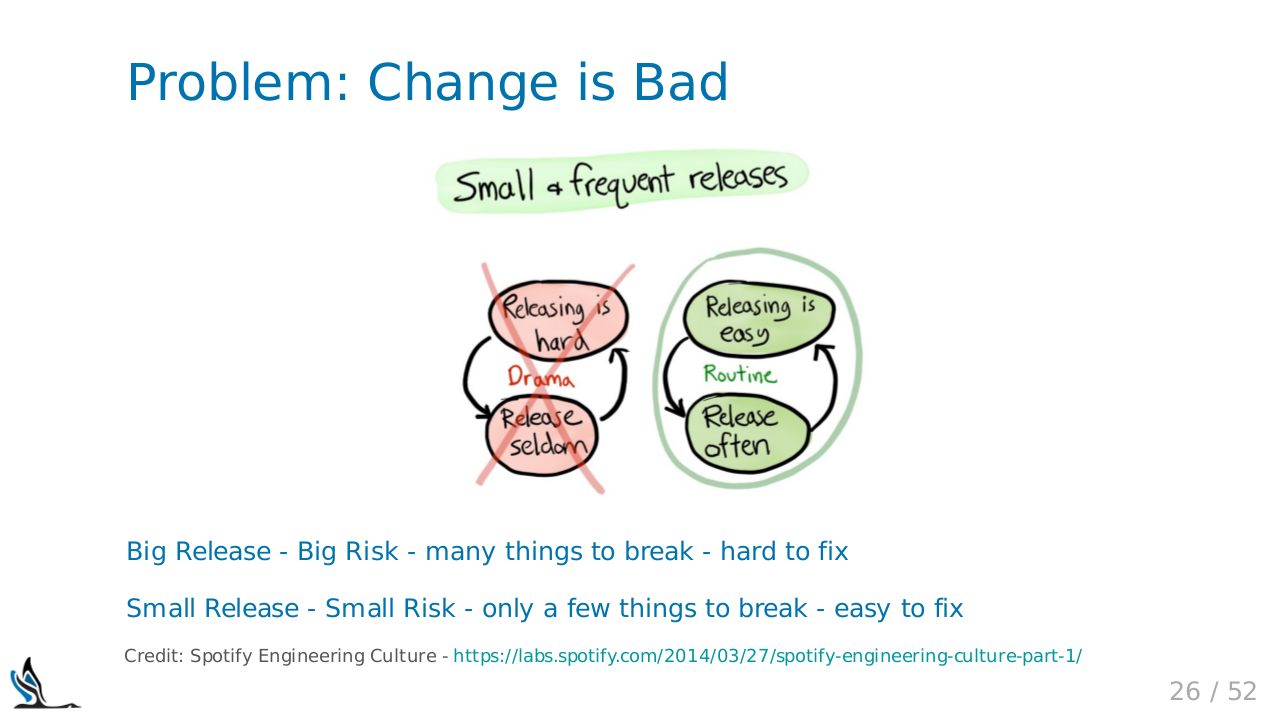 Problem: Change is Bad
Small & frequent releases
Releasing is
hard
Drama
Release
seldom
Releasing is
easy
Routine
Release
often
Big Release - Big Risk - many things to break - hard to fix
Small Release - Small Risk - only a few things to break - easy to fix
Credit: Spotify Engineering Culture - https://labs.spotify.com/2014/03/27/spotify-engineering-culture-part-1/
26 / 52